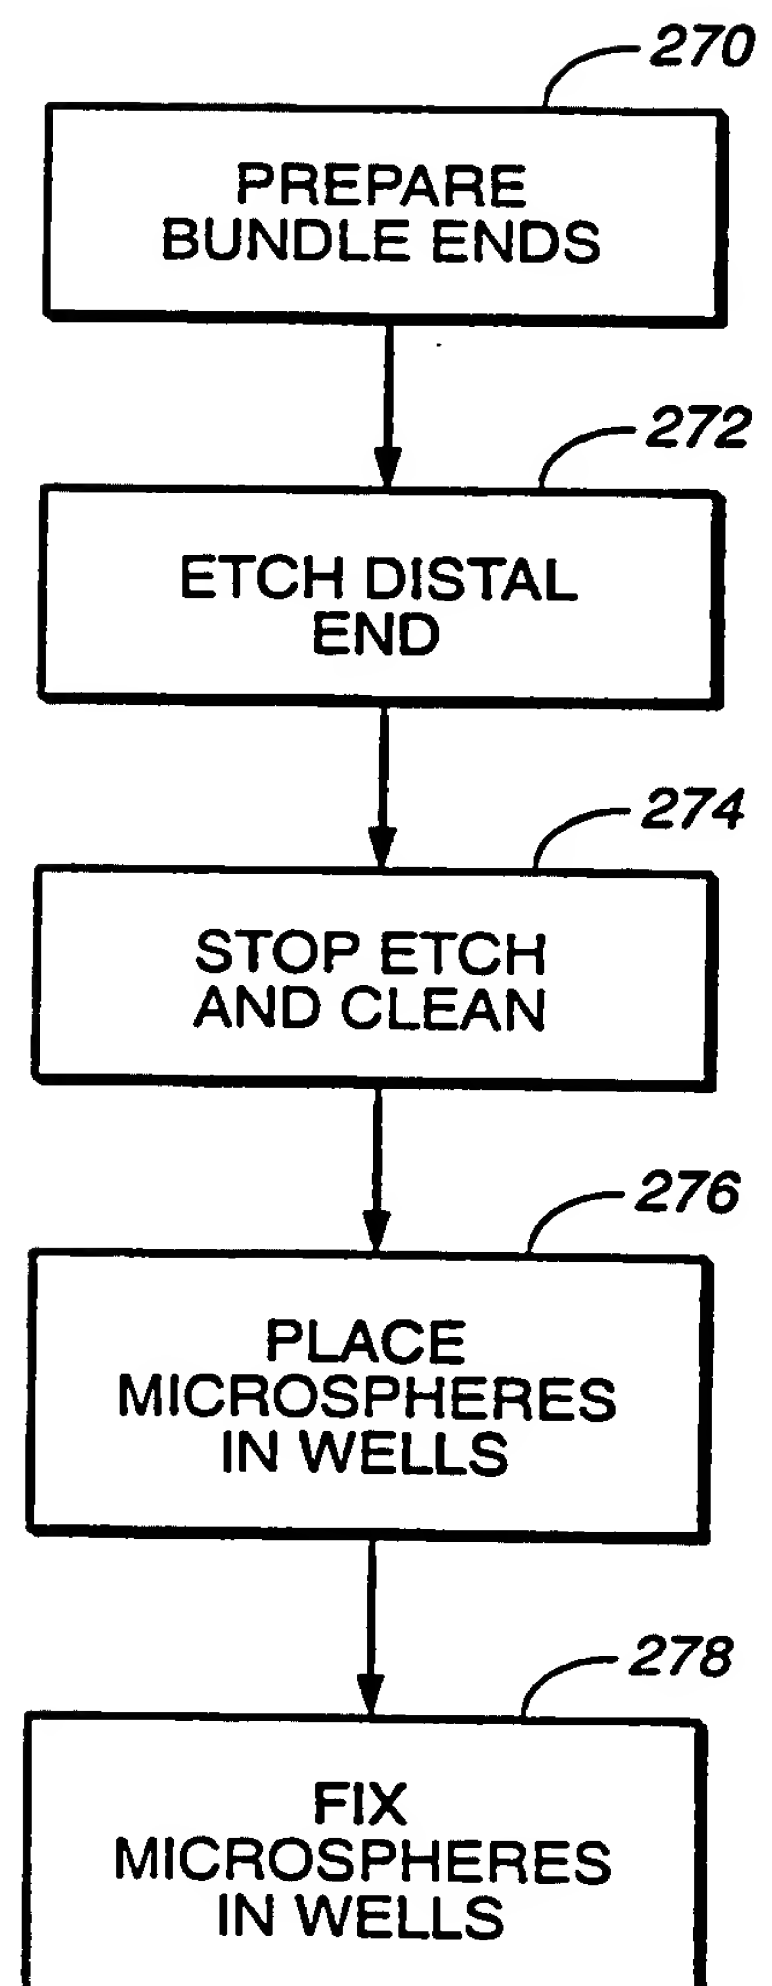 270
PREPARE
BUNDLE ENDS
272
ETCH DISTAL
END
274
STOP ETCH
AND CLEAN
276
PLACE
MICROSPHERES
IN WELLS
278
FIX
MICROSPHERES
IN WELLS